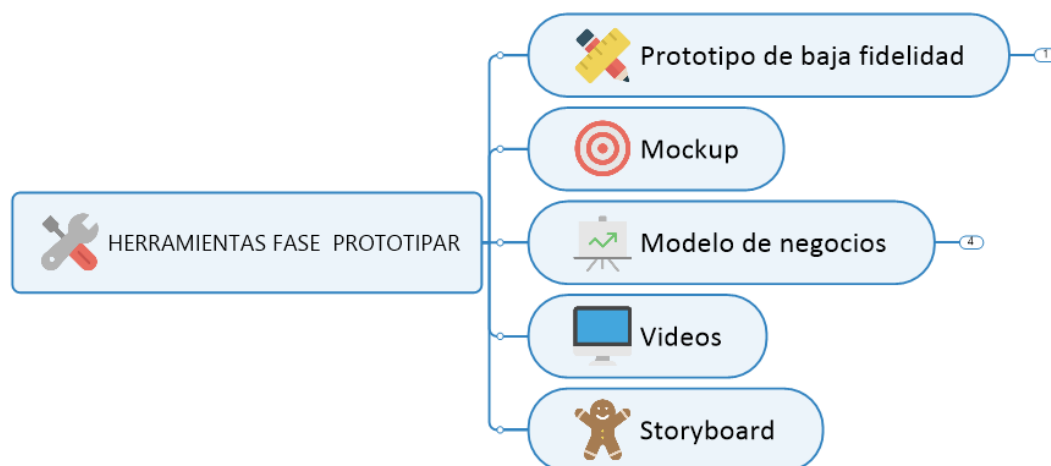 Prototipo de baja fidelidad
1
Mockup
HERRAMIENTAS FASE PROTOTIPAR
Modelo de negocios
4
Videos
Storyboard